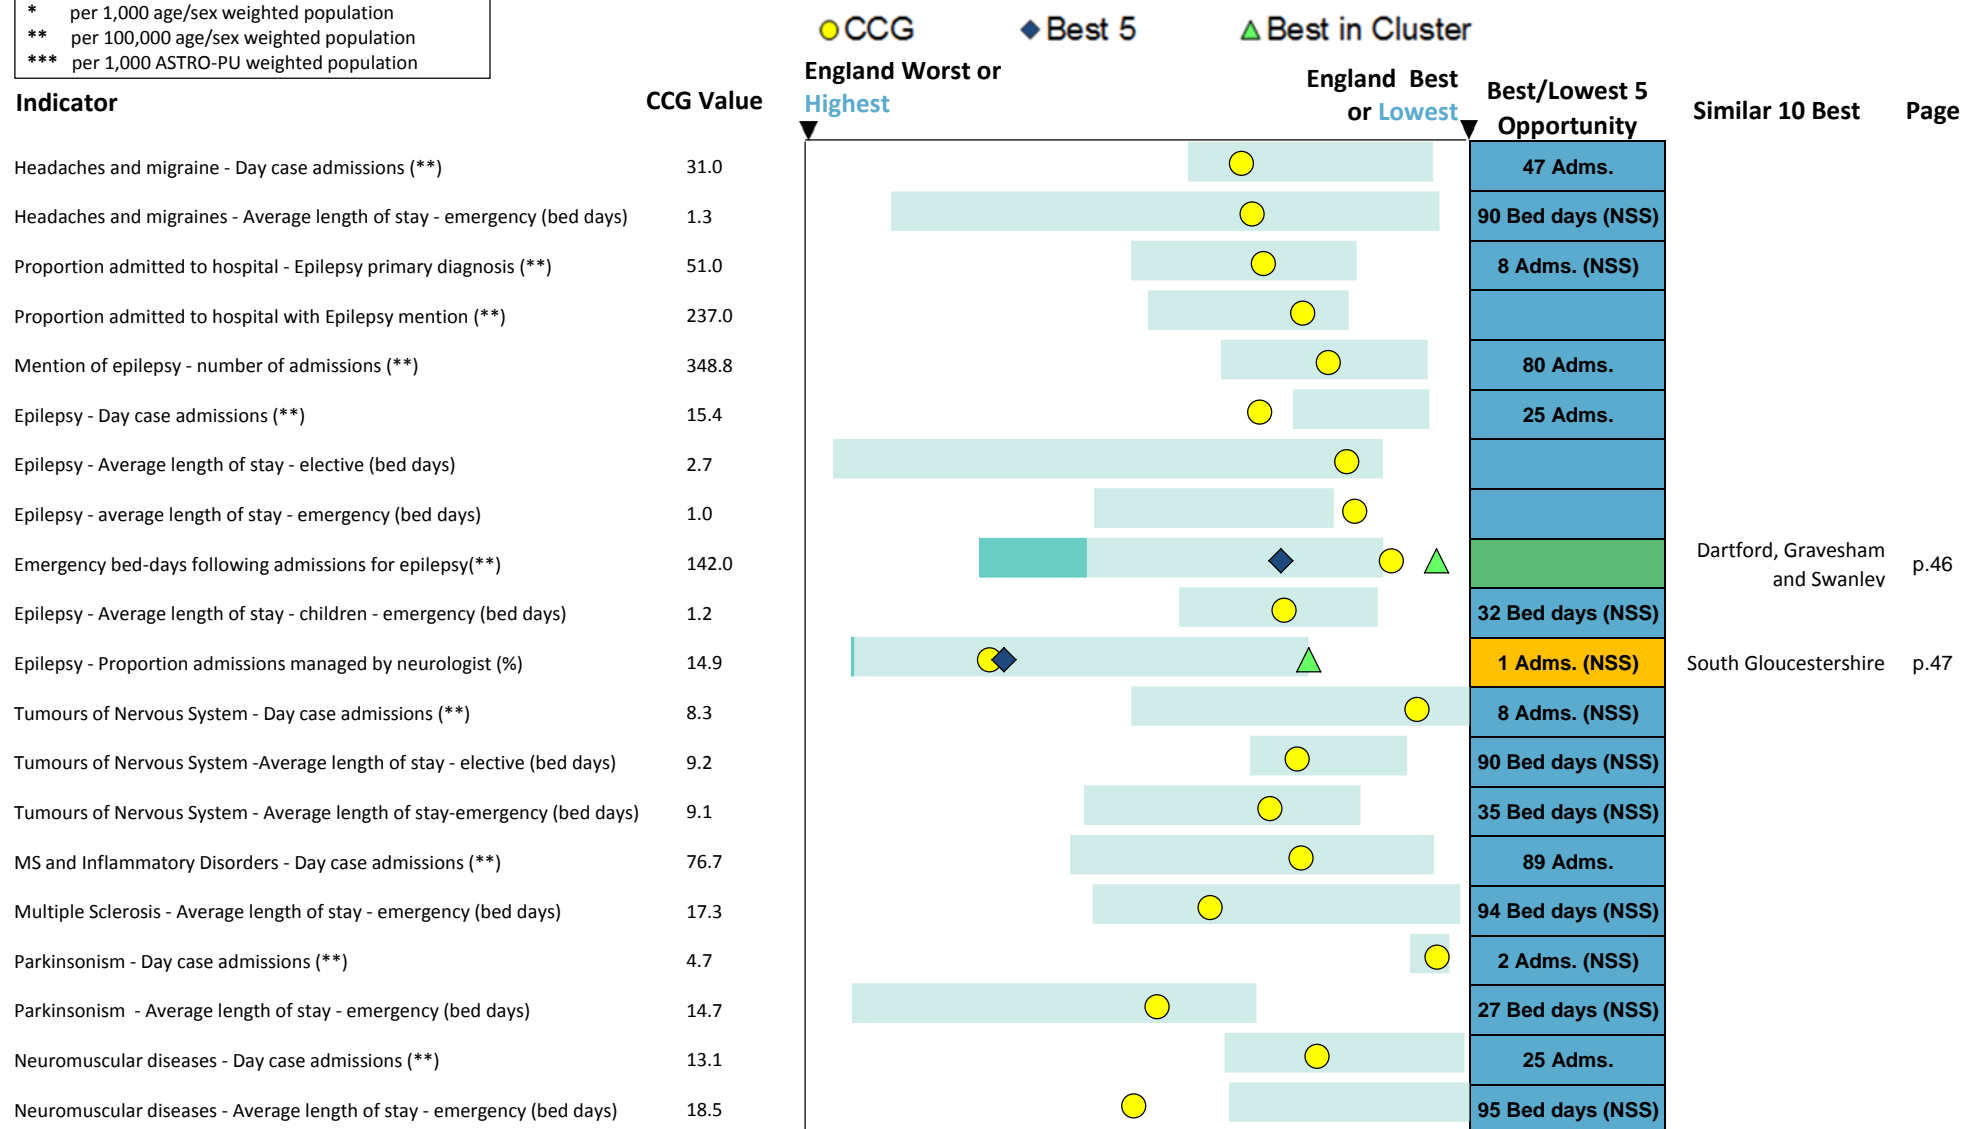 * per 1,000 age/sex weighted population
** per 100,000 age/sex weighted population
*** per 1,000 ASTRO-PU weighted population
CCG Best 5 Best in Cluster
Indicator CCG Value England Worst or Highest England Best or Lowest Best/Lowest 5 Opportunity Similar 10 Best Page
Headaches and migraine - Day case admissions (**) 31.0 47 Adms.
Headaches and migraines - Average length of stay - emergency (bed days) 1.3 90 Bed days (NSS)
Proportion admitted to hospital - Epilepsy primary diagnosis (**) 51.0 8 Adms. (NSS)
Proportion admitted to hospital with Epilepsy mention (**) 237.0
Mention of epilepsy - number of admissions (**) 348.8 80 Adms.
Epilepsy - Day case admissions (**) 15.4 25 Adms.
Epilepsy - Average length of stay - elective (bed days) 2.7
Epilepsy - average length of stay - emergency (bed days) 1.0
Emergency bed-days following admissions for epilepsy(**) 142.0 Dartford, Gravesham and Swanley p.46
Epilepsy - Average length of stay - children - emergency (bed days) 1.2 32 Bed days (NSS)
Epilepsy - Proportion admissions managed by neurologist (%) 14.9 1 Adms. (NSS) South Gloucestershire p.47
Tumours of Nervous System - Day case admissions (**) 8.3 8 Adms. (NSS)
Tumours of Nervous System -Average length of stay - elective (bed days) 9.2 90 Bed days (NSS)
Tumours of Nervous System - Average length of stay-emergency (bed days) 9.1 35 Bed days (NSS)
MS and Inflammatory Disorders - Day case admissions (**) 76.7 89 Adms.
Multiple Sclerosis - Average length of stay - emergency (bed days) 17.3 94 Bed days (NSS)
Parkinsonism - Day case admissions (**) 4.7 2 Adms. (NSS)
Parkinsonism - Average length of stay - emergency (bed days) 14.7 27 Bed days (NSS)
Neuromuscular diseases - Day case admissions (**) 13.1 25 Adms.
Neuromuscular diseases - Average length of stay - emergency (bed days) 18.5 95 Bed days (NSS)